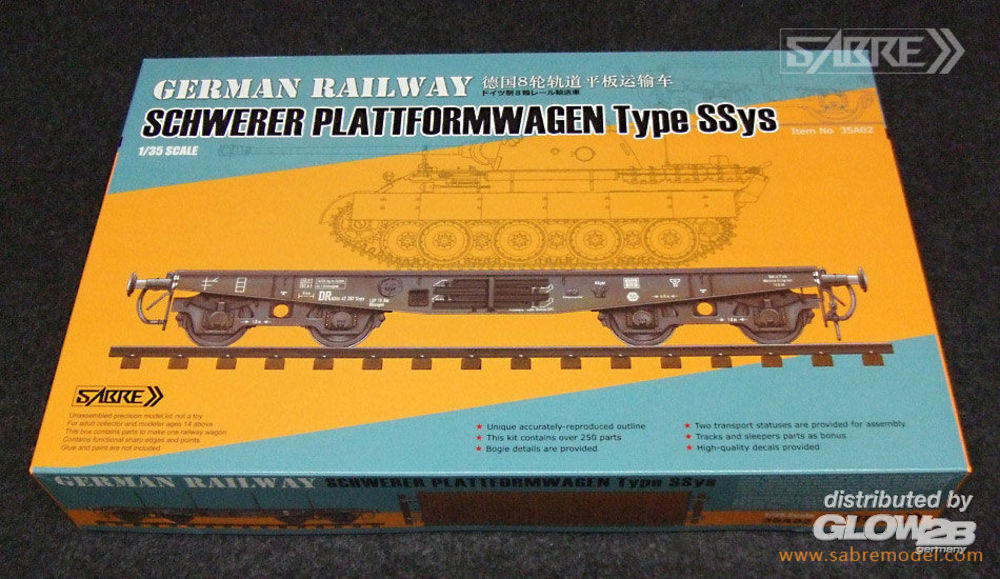 SABRE
GERMAN RAILWAY 德国8轮轨道平板运输车
ドイツ制8輪レール輸送車
SCHWERER PLATTFORMWAGEN Type SSys
Item No. 35A02
1/35 SCALE
DR
SABRE
Unassembled precision model kit, not a toy
For adult collector and modeler ages 14 above
This box contains parts to make one railway wagon
Contains functional sharp edges and points
Glue and paint are not included
★ Unique accurately-reproduced outline
★ This kit contains over 250 parts
★ Bogie details are provided
★ Two transport statuses are provided for assembly
★ Tracks and sleepers parts as bonus
★ High-quality decals provided
GERMAN RAILWAY SCHWERER PLATTFORMWAGEN Type SSys
distributed by
GLOW2B
germany
www.sabremodel.com